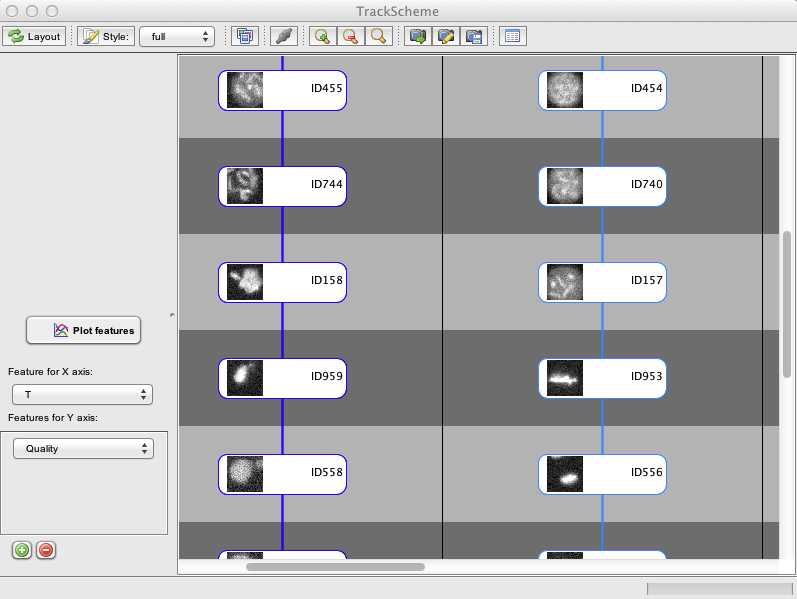 TrackScheme
Layout Style: full
ID455 ID454
ID744 ID740
ID158 ID157
Plot features
Feature for X axis:
ID959 ID953
T
Features for Y axis:
Quality
ID558 ID556